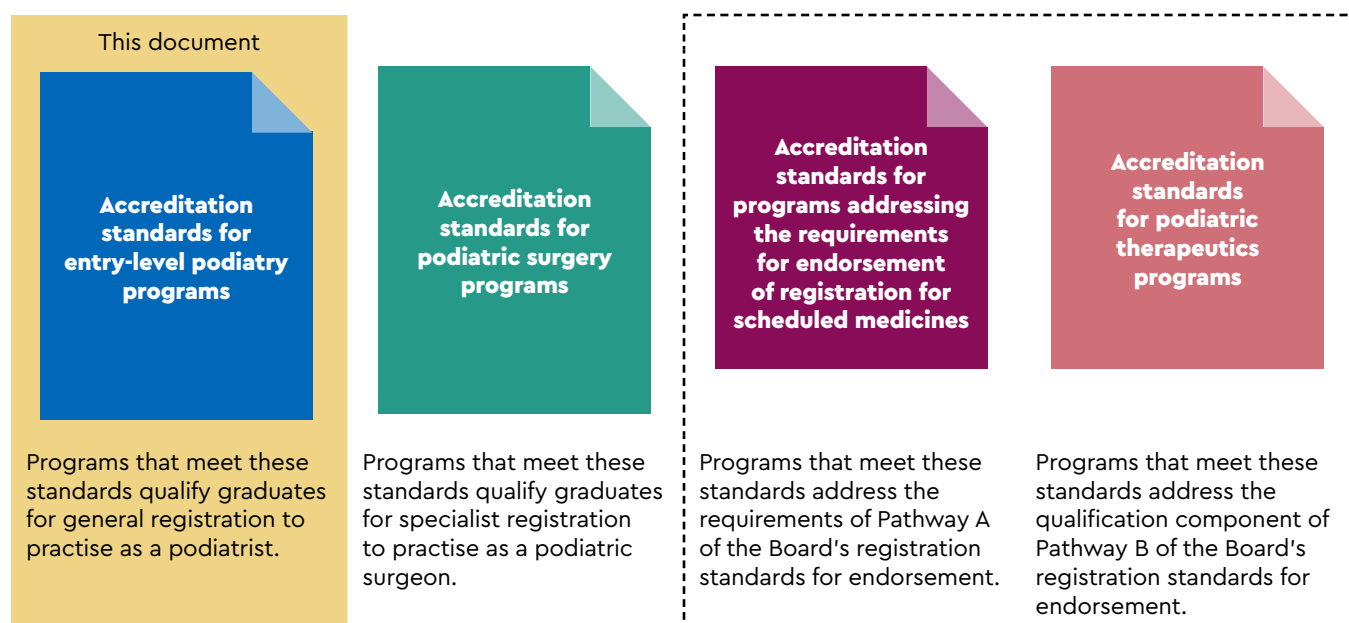 This document
Accreditation
standards for
entry-level podiatry
programs
Programs that meet these
standards qualify graduates
for general registration to
practise as a podiatrist.
Accreditation
standards for
podiatric surgery
programs
Programs that meet these
standards qualify graduates
for specialist registration
to practise as a podiatric
surgeon.
Accreditation
standards for
programs addressing
the requirements
for endorsement
of registration for
scheduled medicines
Programs that meet these
standards address the
requirements of Pathway A
of the Board's registration
standards for endorsement.
Accreditation
standards
for podiatric
therapeutics
programs
Programs that meet these
standards address the
qualification component of
Pathway B of the Board's
registration standards for
endorsement.